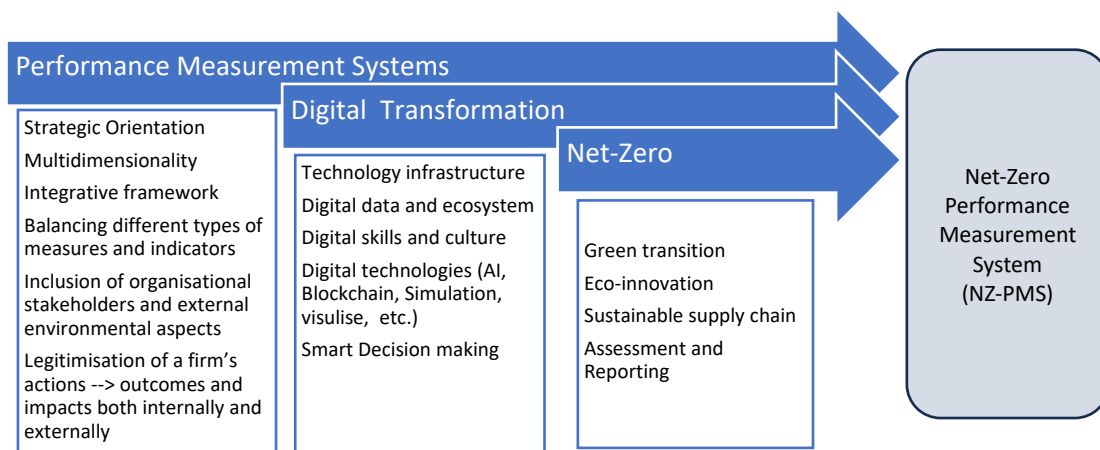 Performance Measurement Systems
Strategic Orientation
Multidimensionality
Integrative framework
Balancing different types of
measures and indicators
Inclusion of organisational
stakeholders and external
environmental aspects
Legitimisation of a firm's
actions --> outcomes and
impacts both internally and
externally
Digital Transformation
Technology infrastructure
Digital data and ecosystem
Digital skills and culture
Digital technologies (AI,
Blockchain, Simulation,
visulise, etc.)
Smart Decision making
Net-Zero
Green transition
Eco-innovation
Sustainable supply chain
Assessment and
Reporting
Net-Zero
Performance
Measurement
System
(NZ-PMS)